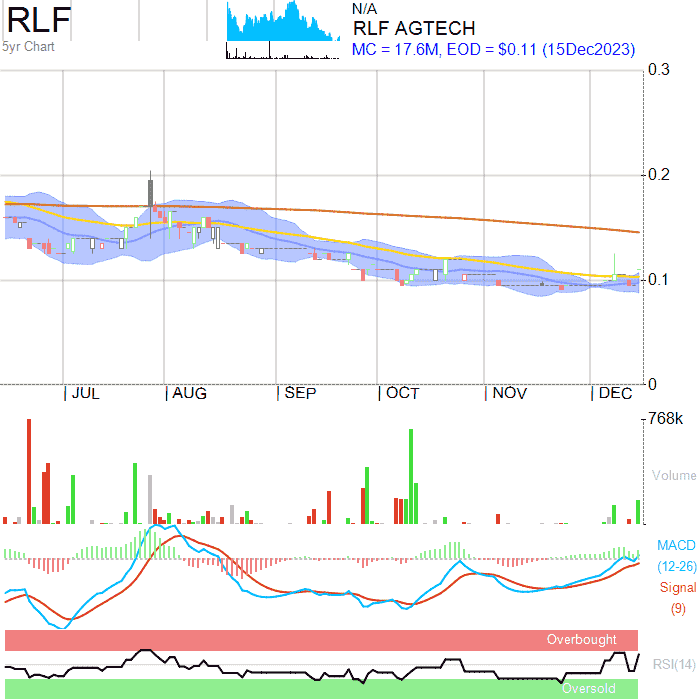 RLF
5yr Chart
N/A
RLF AGTECH
MC = 17.6M, EOD = $0.11 (15Dec2023)
0.3
0.2
0.1
0
JUL
AUG
SEP
OCT
NOV
DEC
768k
Volume
MACD
(12-26)
Signal
(9)
Overbought
RSI(14)
Oversold